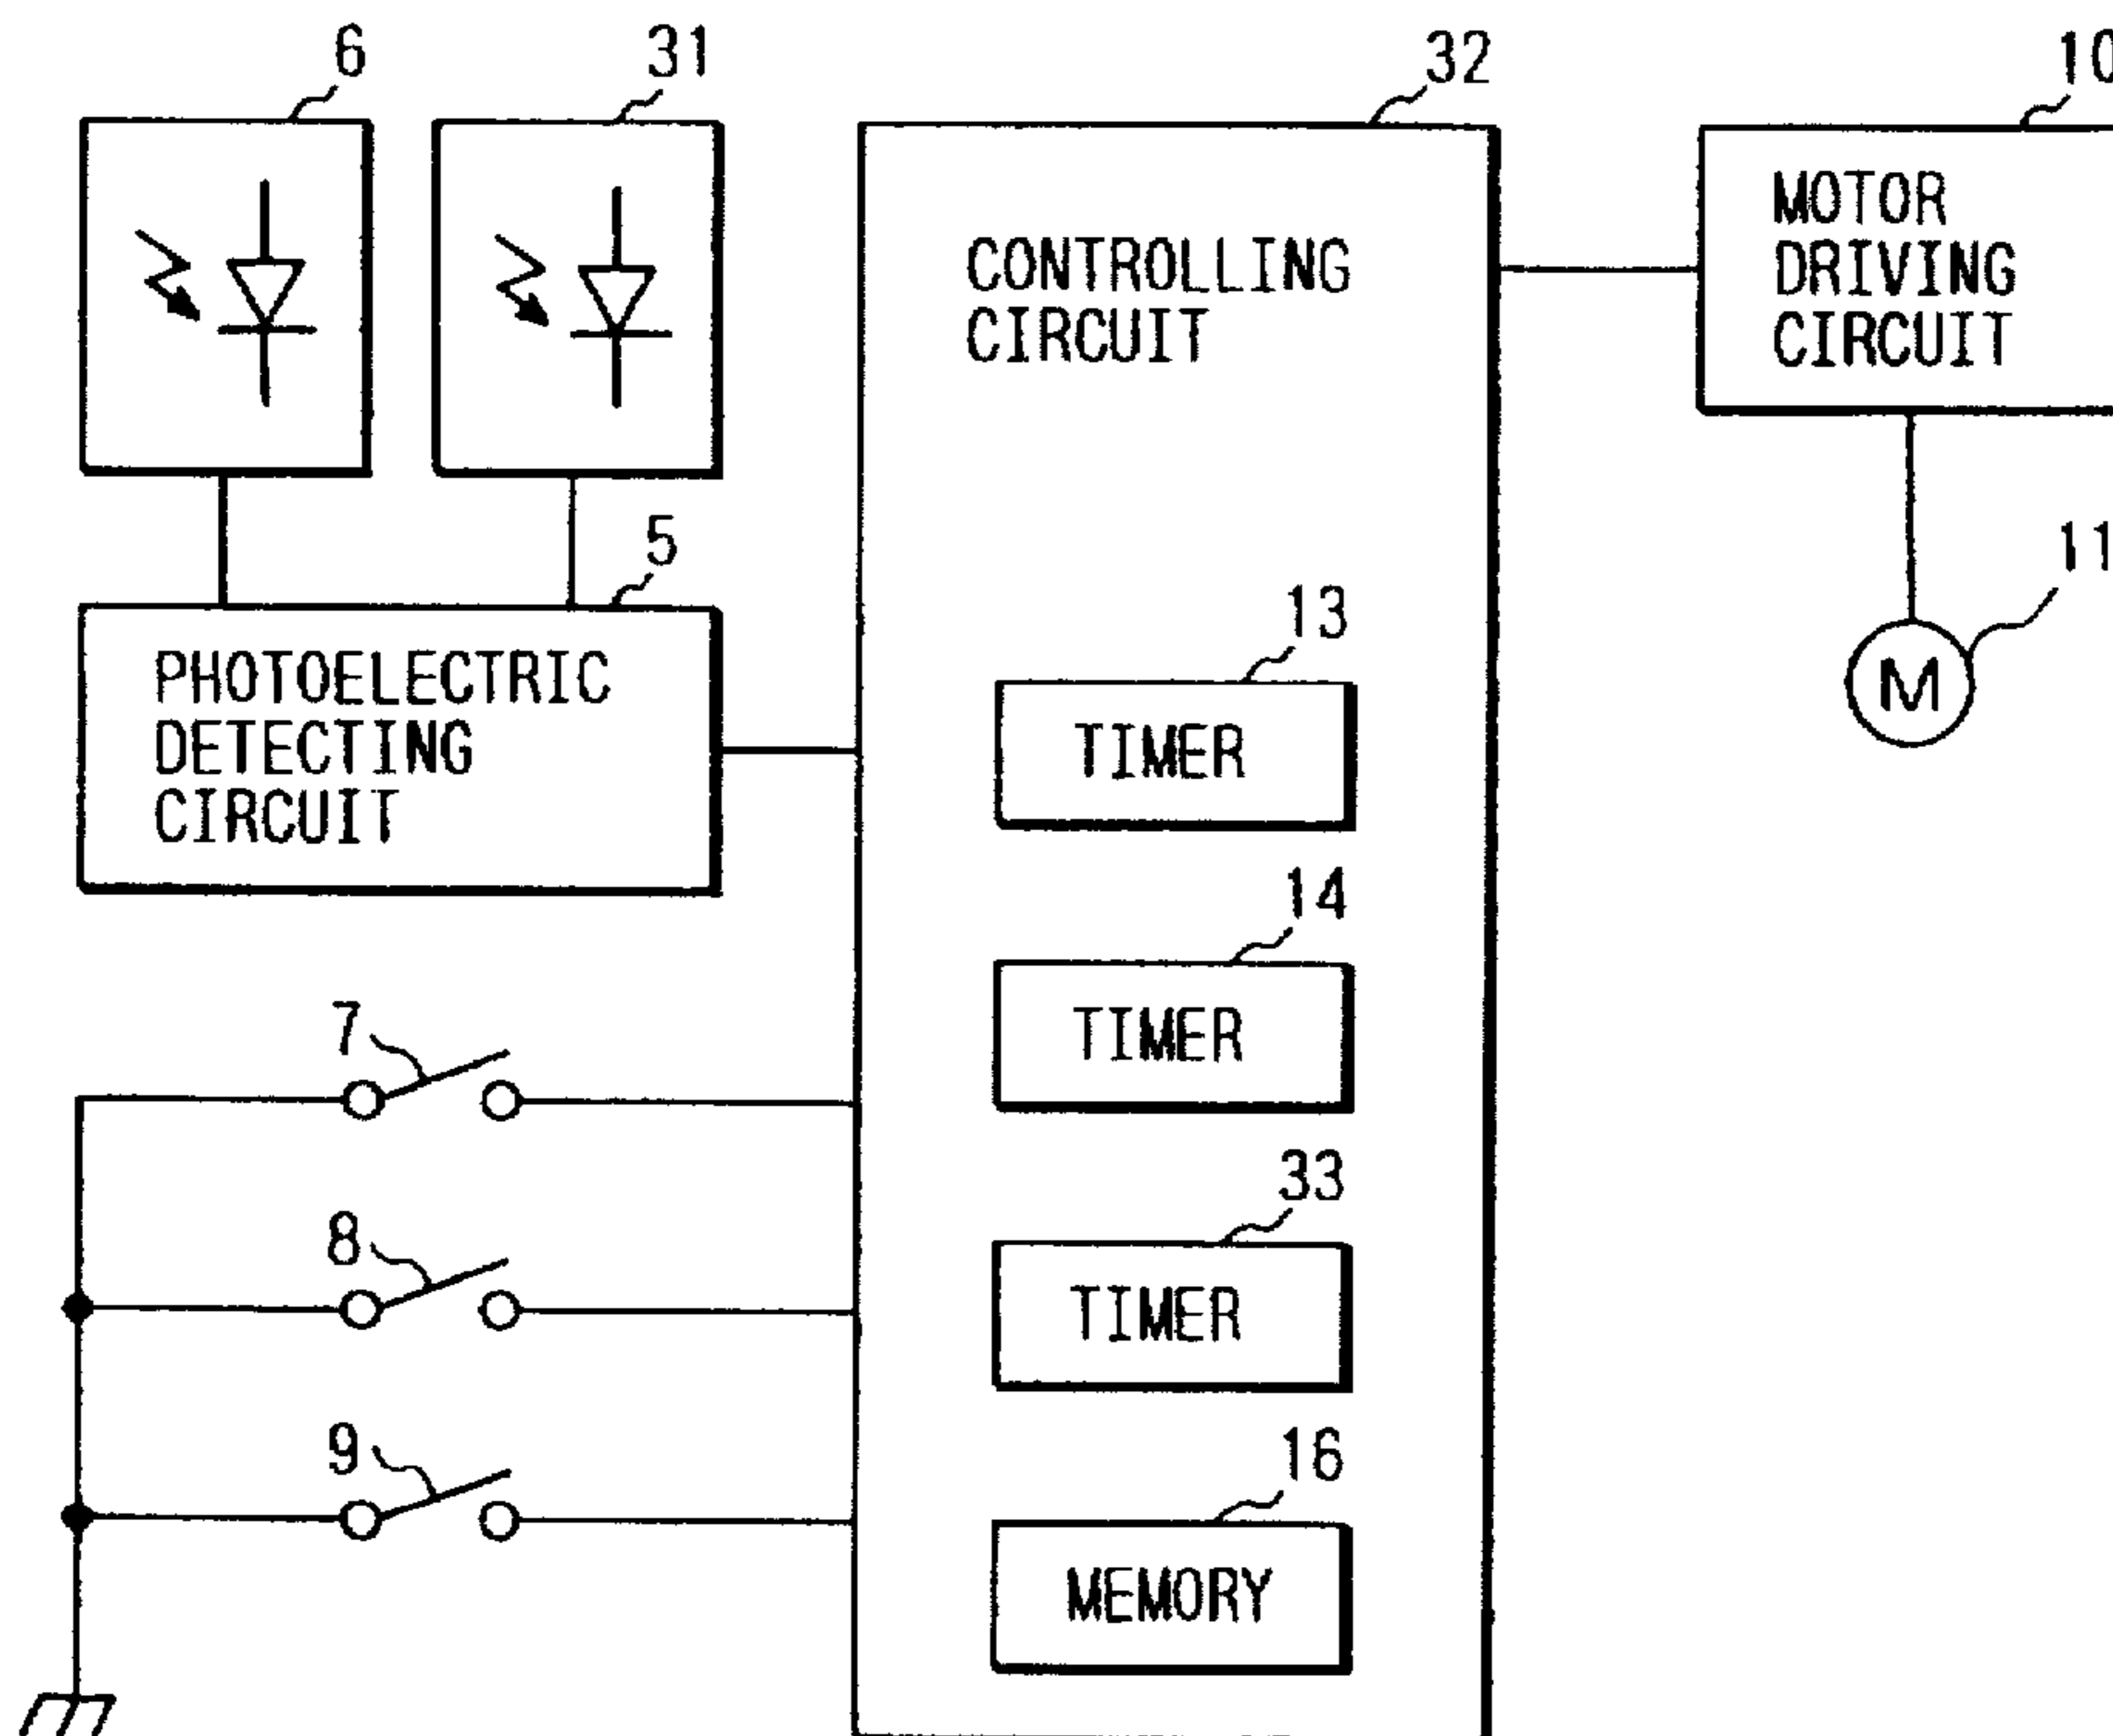 6
31
32
10
CONTROLLING
CIRCUIT
MOTOR
DRIVING
CIRCUIT
5
11
PHOTOELECTRIC
DETECTING
CIRCUIT
M
13
TIMER
14
TIMER
7
33
TIMER
8
9
16
MEMORY